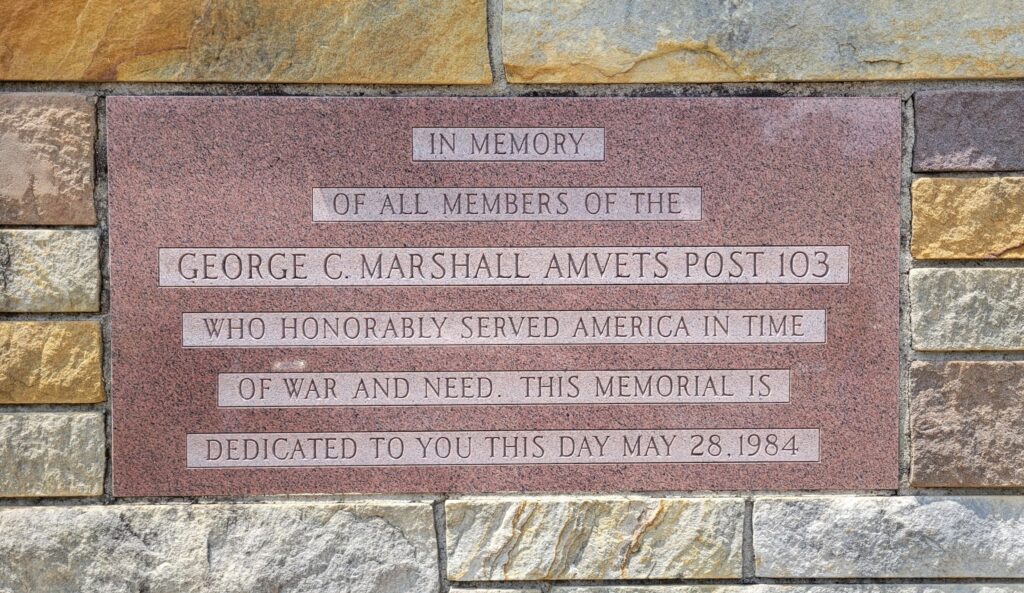 IN MEMORY
OF ALL MEMBERS OF THE
GEORGE C. MARSHALL AMVETS POST 103
WHO HONORABLY SERVED AMERICA IN TIME
OF WAR AND NEED. THIS MEMORIAL IS
DEDICATED TO YOU THIS DAY MAY 28, 1984